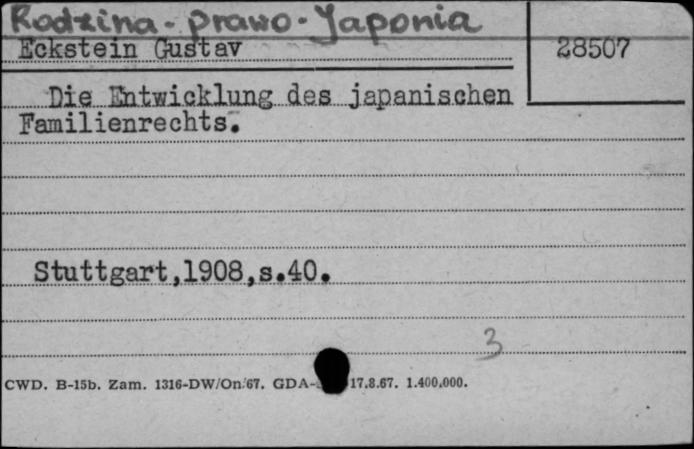 Rodzina - prawo - Japonia
Eckstein Gustav
28507
Die Entwicklung des japanischen
Familienrechts.
Stuttgart,1908,s.40.
3
CWD. B-15b. Zam. 1316-DW/On/67. GDA- 17.8.67. 1.400.000.